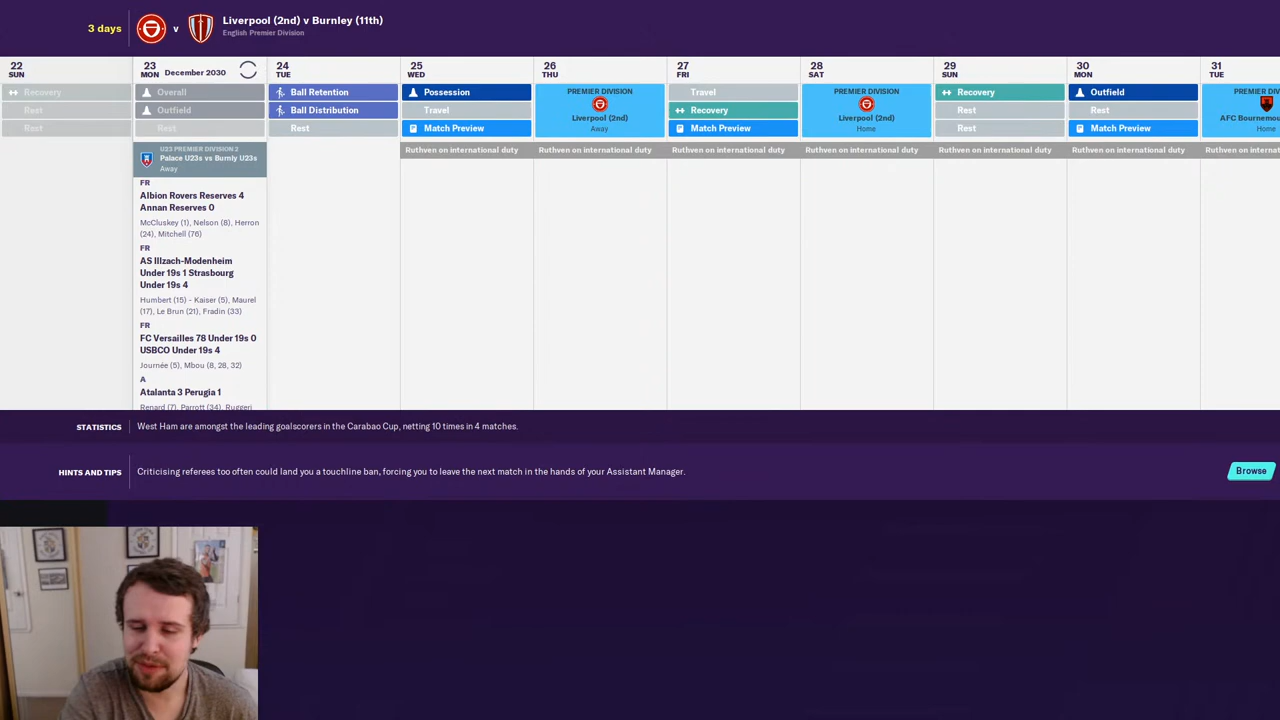 3 days
v
Liverpool (2nd) v Burnley (11th)
English Premier Division
22
SUN
23
MON December 2030
24
TUE
25
WED
26
THU
27
FRI
28
SAT
29
SUN
30
MON
31
TUE
Recovery
Rest
Rest
Overall
Outfield
Rest
Ball Retention
Ball Distribution
Rest
Possession
Travel
Match Preview
PREMIER DIVISION
Liverpool (2nd)
Away
Travel
Recovery
Match Preview
PREMIER DIVISION
Liverpool (2nd)
Home
Recovery
Rest
Rest
Outfield
Rest
Match Preview
PREMIER DIV
AFC Bournemou
Home
Ruthven on international duty
Ruthven on international duty
Ruthven on international duty
Ruthven on international duty
Ruthven on international duty
Ruthven on international duty
Ruthven on internat
U23 PREMIER DIVISION 2
Palace U23s vs Burnly U23s
Away
FR
Albion Rovers Reserves 4
Annan Reserves 0
McCluskey (1), Nelson (8), Herron
(24), Mitchell (76)
FR
AS Illzach-Modenheim
Under 19s 1 Strasbourg
Under 19s 4
Humbert (15) - Kaiser (5), Maurel
(17), Le Brun (21), Fradin (33)
FR
FC Versailles 78 Under 19s 0
USBCO Under 19s 4
Journée (5), Mbou (8, 28, 32)
A
Atalanta 3 Perugia 1
Renard (7), Parrott (34), Ruggeri
STATISTICS
West Ham are amongst the leading goalscorers in the Carabao Cup, netting 10 times in 4 matches.
HINTS AND TIPS
Criticising referees too often could land you a touchline ban, forcing you to leave the next match in the hands of your Assistant Manager.
Browse